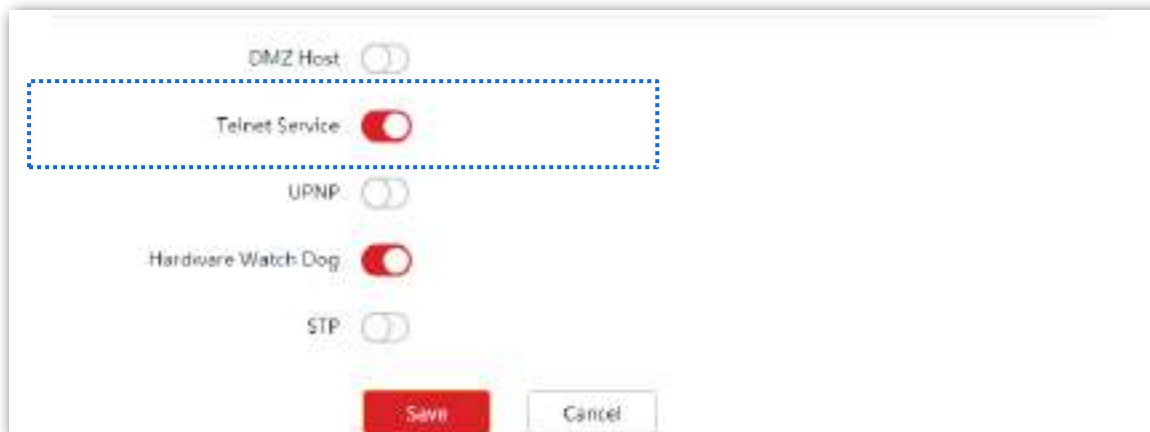 DMZ Host
Telnet Service
UPNP
Hardware Watch Dog
STP
Save Cancel